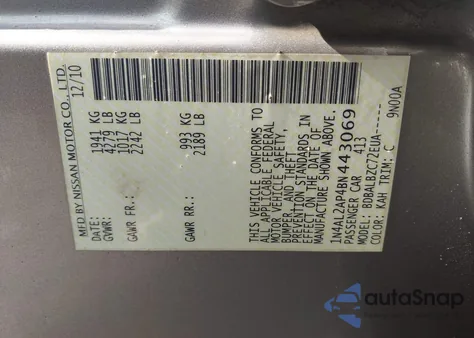 MFD BY NISSAN MOTOR CO., LTD.
12/10
GVWR: 1941 KG
4279 LB
GAWR FR.: 1017 KG
2242 LB
GAWR RR.: 993 KG
2189 LB
THIS VEHICLE CONFORMS TO
ALL APPLICABLE FEDERAL
MOTOR VEHICLE SAFETY,
BUMPER, AND THEFT
PREVENTION STANDARDS IN
EFFECT ON THE DATE OF
MANUFACTURE SHOWN ABOVE.
1N4AL2AP4BN443069
PASSENGER CAR 413
MODEL: BDBALBZC72EUA-----
COLOR: KAH TRIM: C 9N00A
autoSnap